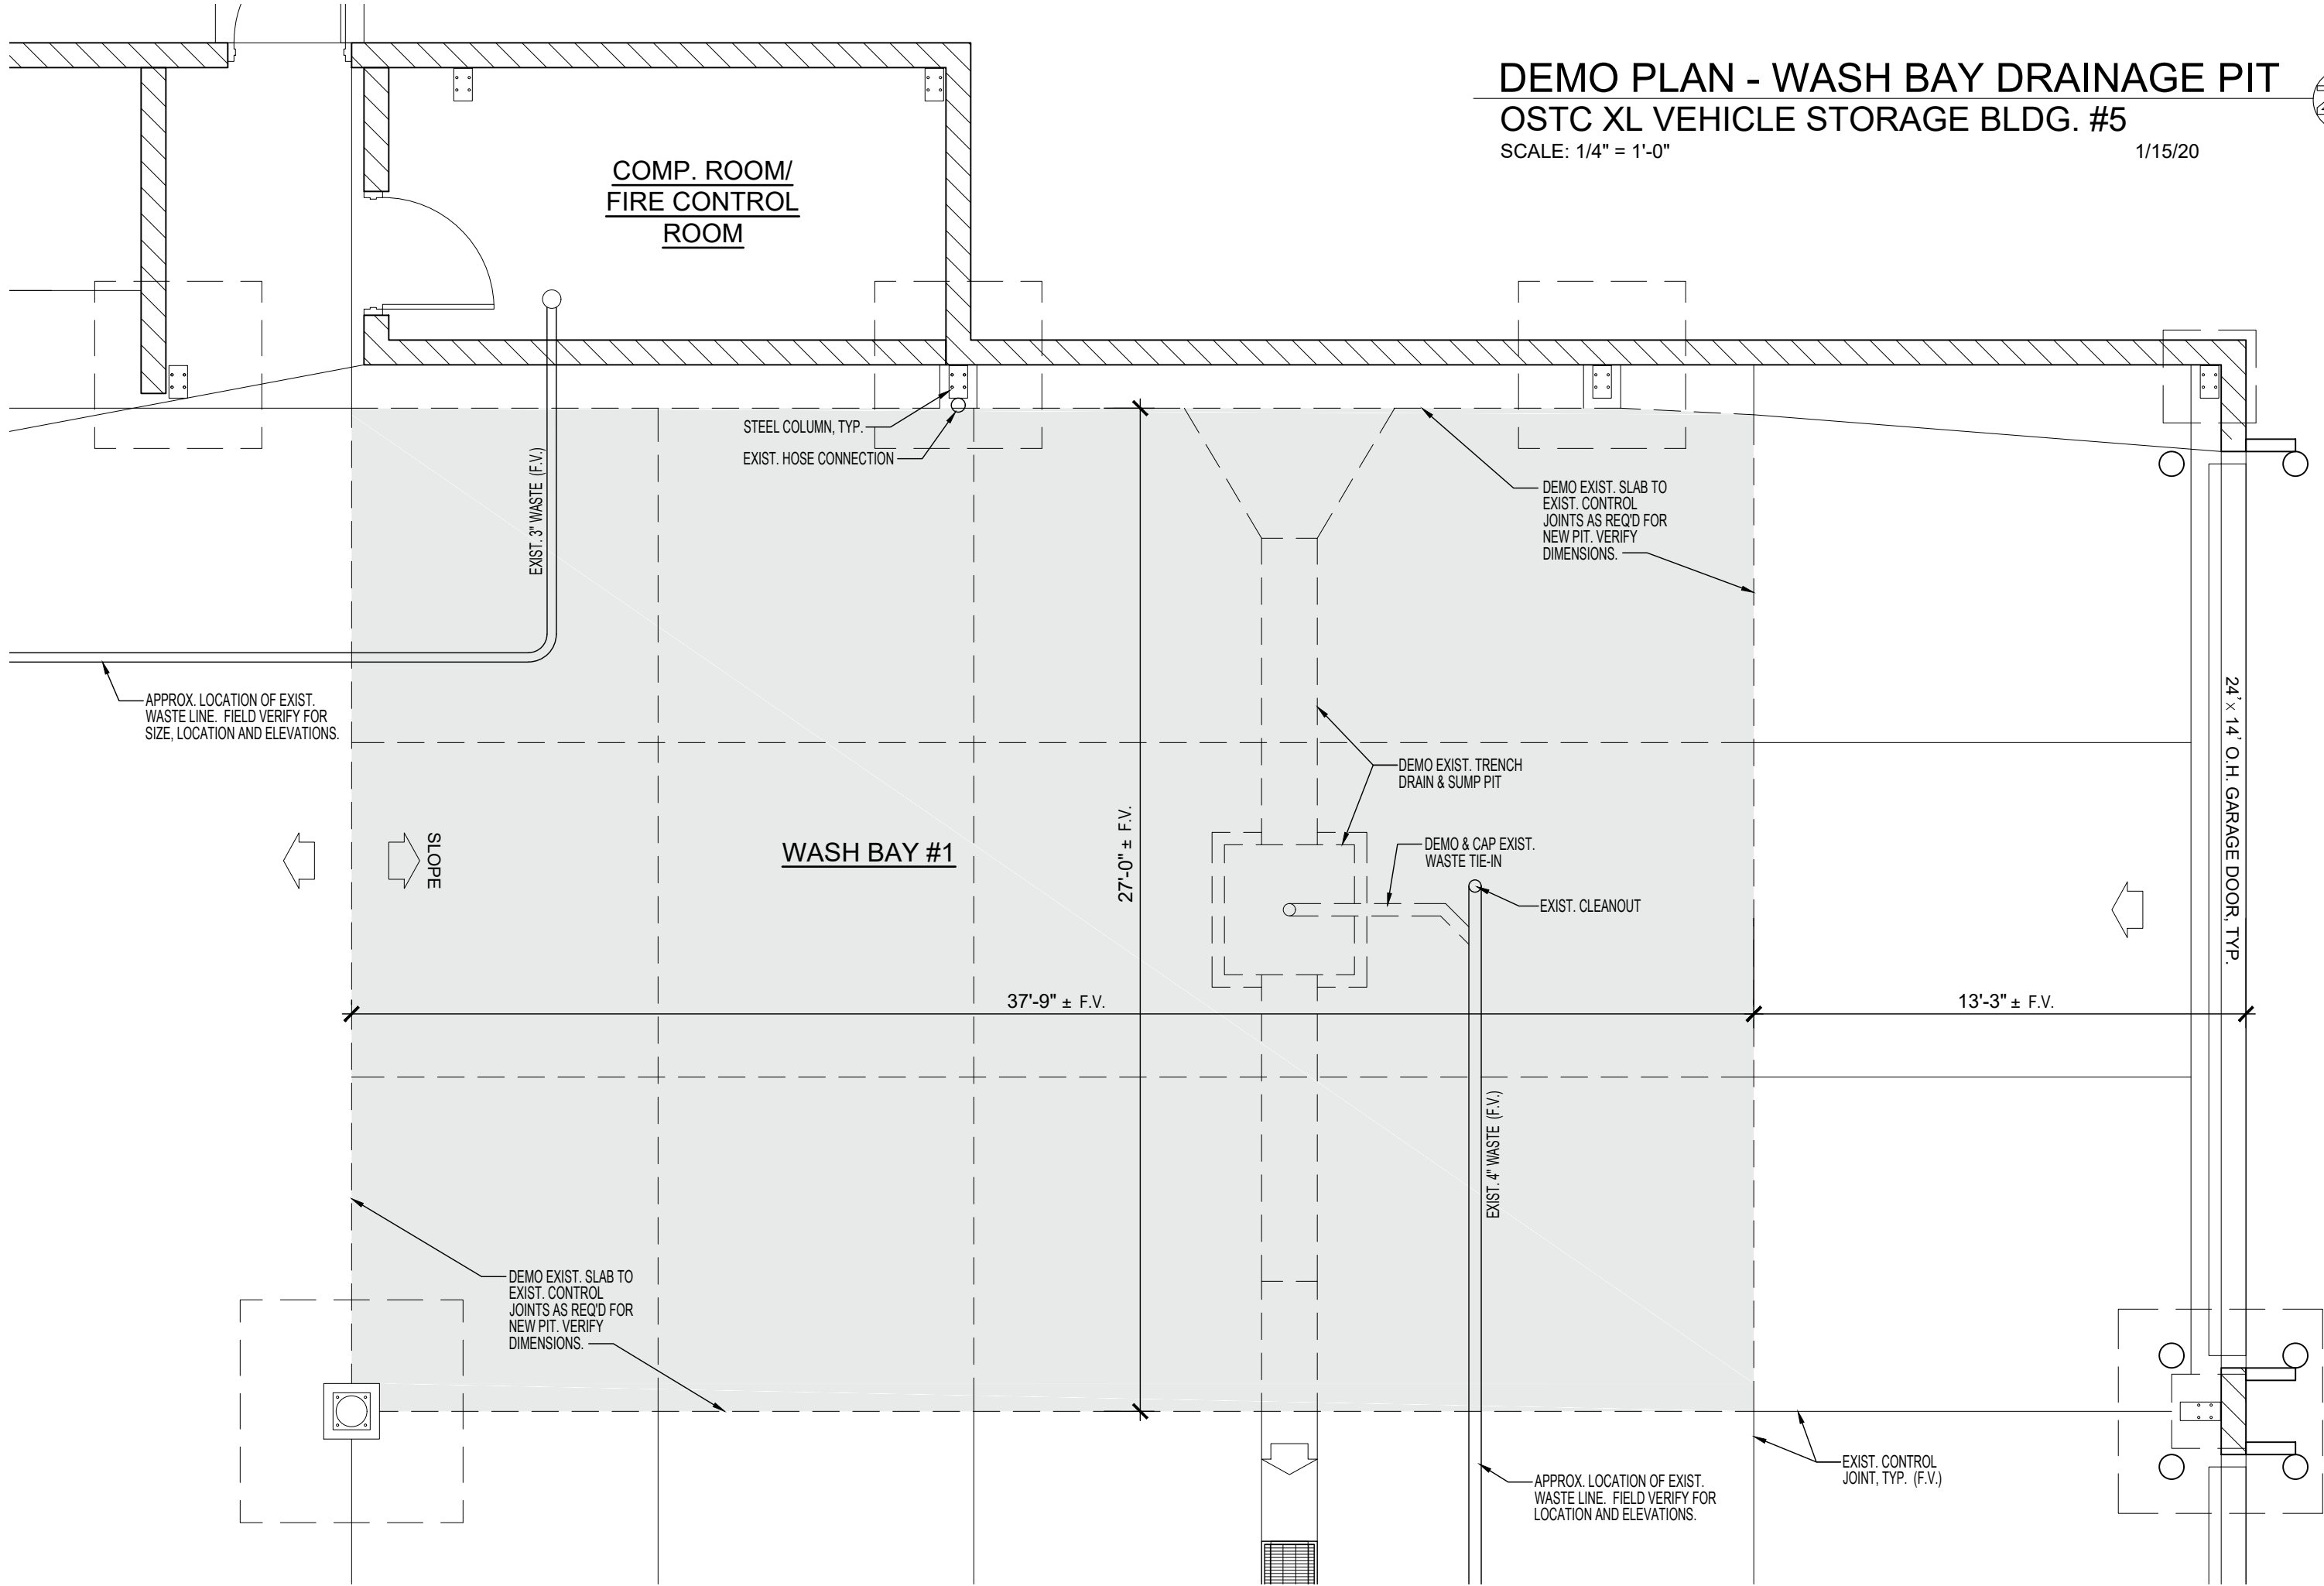 DEMO PLAN - WASH BAY DRAINAGE PIT
OSTC XL VEHICLE STORAGE BLDG. #5
SCALE: 1/4" = 1'-0"
1/15/20
COMP. ROOM/
FIRE CONTROL
ROOM
STEEL COLUMN, TYP.
EXIST. HOSE CONNECTION
EXIST. 3" WASTE (F.V.)
DEMO EXIST. SLAB TO
EXIST. CONTROL
JOINTS AS REQ'D FOR
NEW PIT. VERIFY
DIMENSIONS.
APPROX. LOCATION OF EXIST.
WASTE LINE. FIELD VERIFY FOR
SIZE, LOCATION AND ELEVATIONS.
24' x 14' O.H. GARAGE DOOR, TYP.
DEMO EXIST. TRENCH
DRAIN & SUMP PIT
SLOPE
WASH BAY #1
27'-0" ± F.V.
DEMO & CAP EXIST.
WASTE TIE-IN
EXIST. CLEANOUT
37'-9" ± F.V.
13'-3" ± F.V.
EXIST. 4" WASTE (F.V.)
DEMO EXIST. SLAB TO
EXIST. CONTROL
JOINTS AS REQ'D FOR
NEW PIT. VERIFY
DIMENSIONS.
APPROX. LOCATION OF EXIST.
WASTE LINE. FIELD VERIFY FOR
LOCATION AND ELEVATIONS.
EXIST. CONTROL
JOINT, TYP. (F.V.)